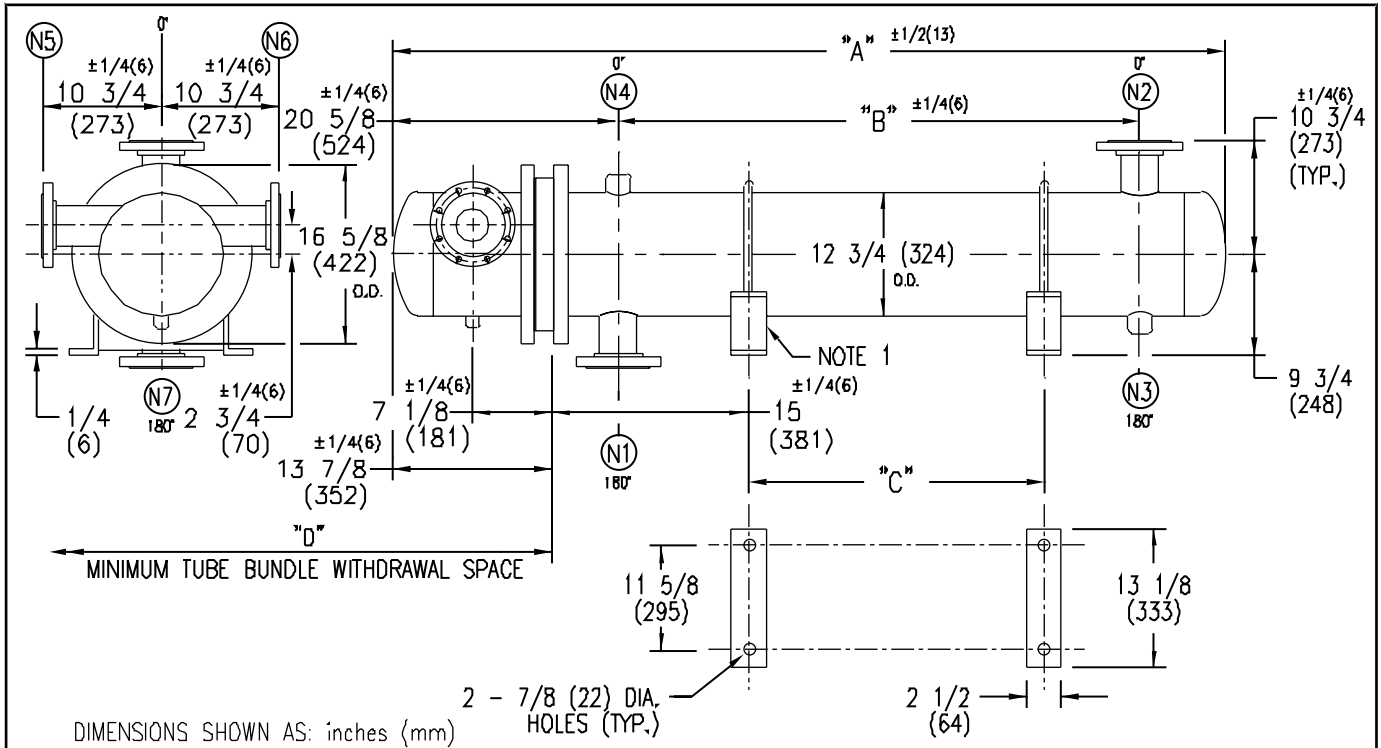 N5
0°
N6
±1/4(6)
±1/4(6)
10 3/4
(273)
10 3/4
(273)
±1/4(6)
20 5/8
(524)
"A" ±1/2(13)
0°
N4
"B" ±1/4(6)
0°
N2
±1/4(6)
10 3/4
(273)
(TYP.)
16 5/8
(422)
O.D.
12 3/4 (324)
O.D.
NOTE 1
1/4
(6)
N7
180°
±1/4(6)
2 3/4
(70)
±1/4(6)
7 1/8
(181)
±1/4(6)
15
(381)
N3
180°
9 3/4
(248)
±1/4(6)
13 7/8
(352)
N1
180°
"C"
"D"
MINIMUM TUBE BUNDLE WITHDRAWAL SPACE
11 5/8
(295)
13 1/8
(333)
2 - 7/8 (22) DIA.
HOLES (TYP.)
2 1/2
(64)
DIMENSIONS SHOWN AS: inches (mm)